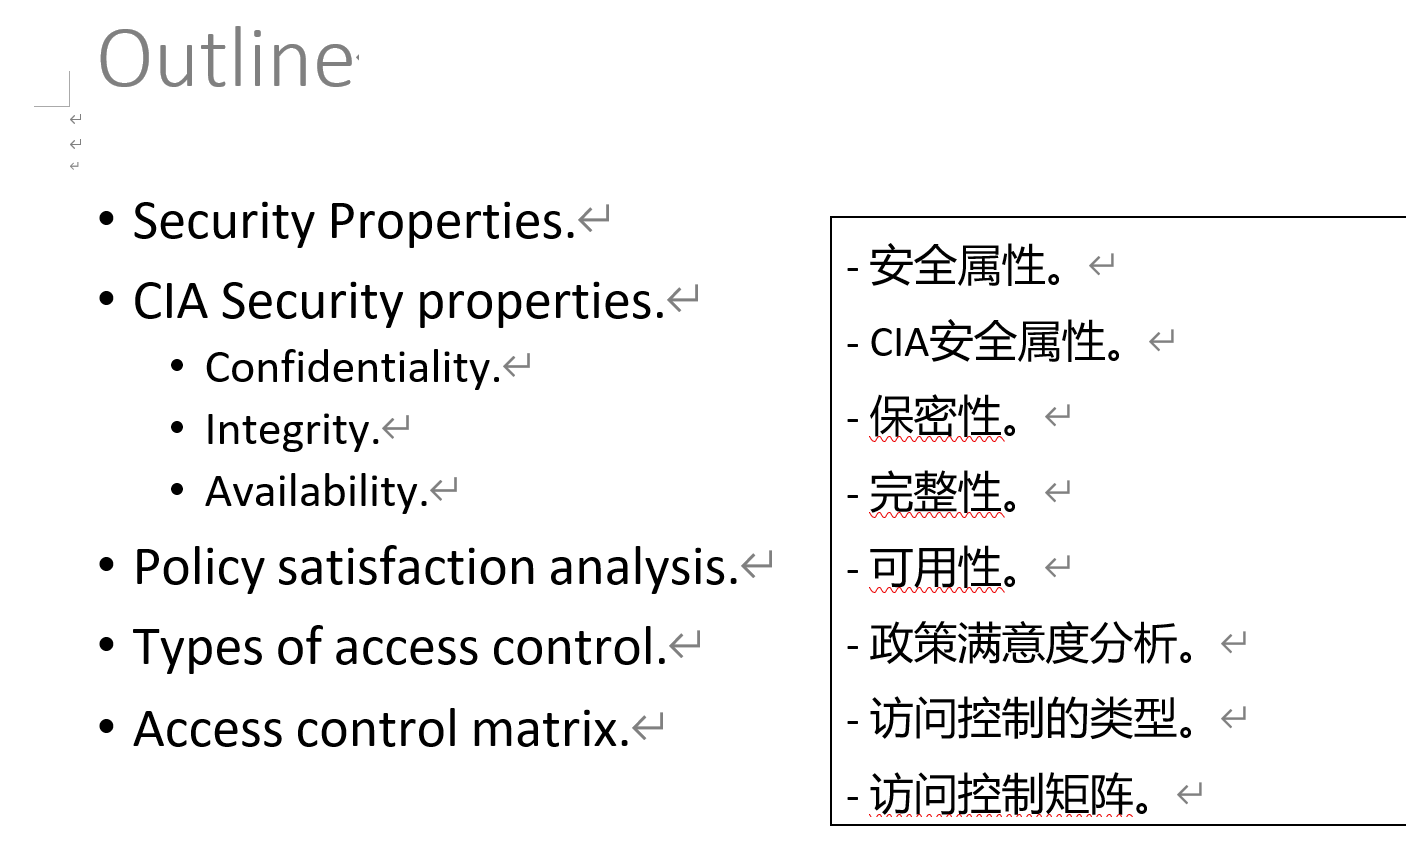 Outline
• Security Properties.
• CIA Security properties.
• Confidentiality.
• Integrity.
• Availability.
• Policy satisfaction analysis.
• Types of access control.
• Access control matrix.
- 安全属性。
- CIA安全属性。
- 保密性。
- 完整性。
- 可用性。
- 政策满意度分析。
- 访问控制的类型。
- 访问控制矩阵。